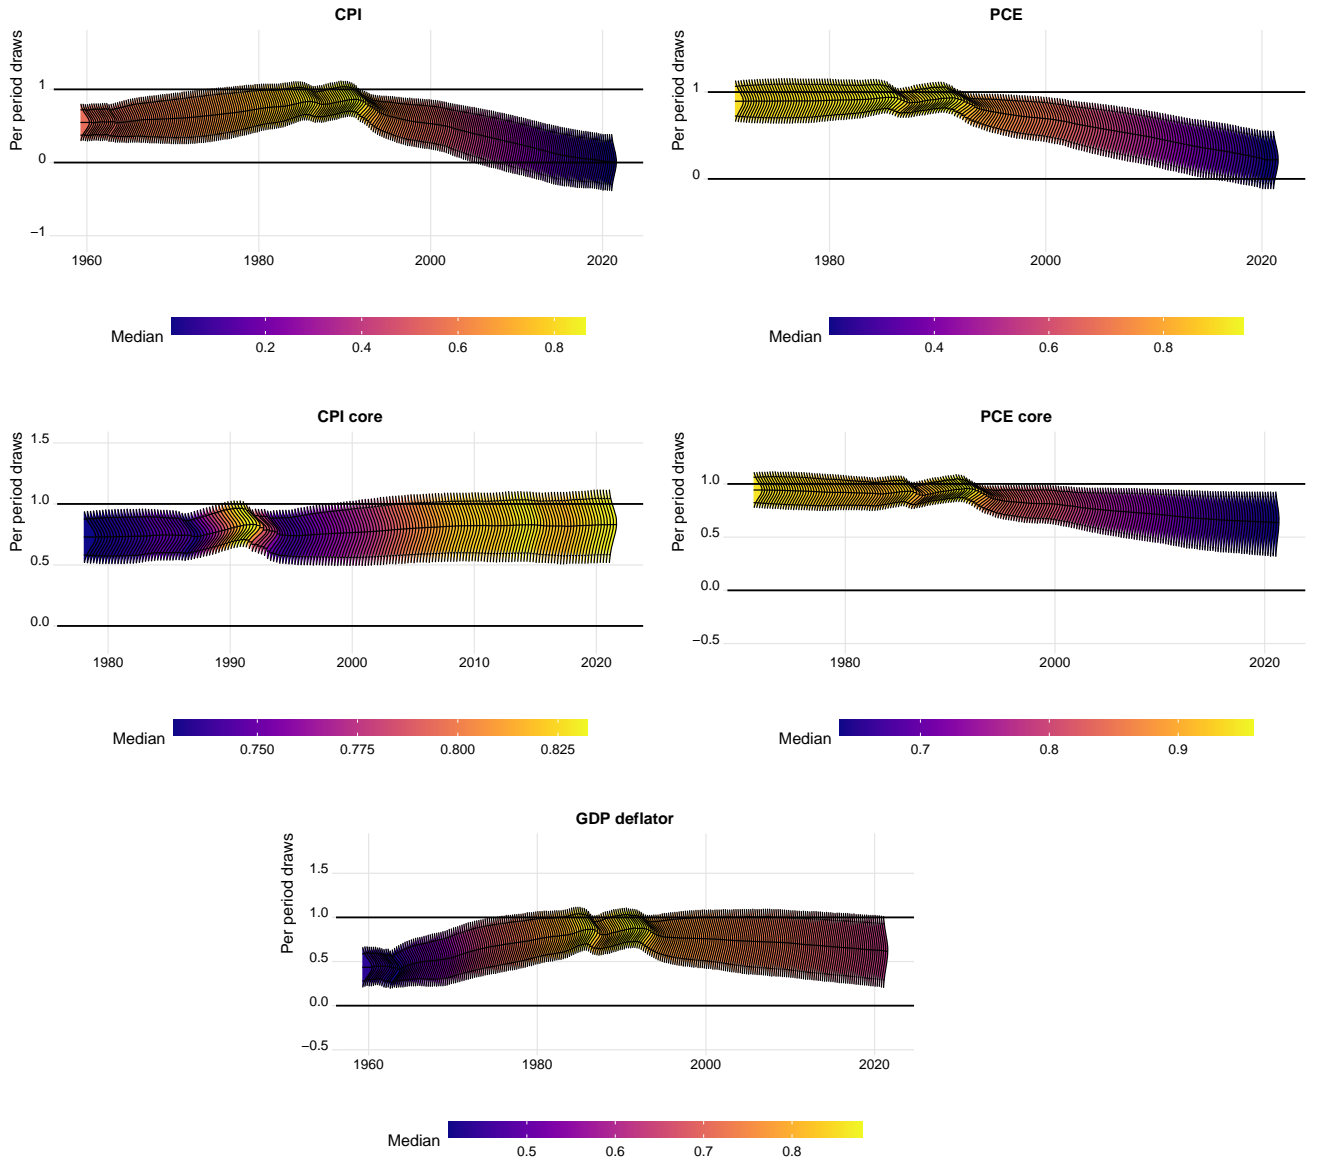 CPI
Per period draws
1
0
−1
1960 1980 2000 2020
Median
0.2 0.4 0.6 0.8
PCE
Per period draws
1
0
1980 2000 2020
Median
0.4 0.6 0.8
CPI core
Per period draws
1.5
1.0
0.5
0.0
1980 1990 2000 2010 2020
Median
0.750 0.775 0.800 0.825
PCE core
Per period draws
1.0
0.5
0.0
−0.5
1980 2000 2020
Median
0.7 0.8 0.9
GDP deflator
Per period draws
1.5
1.0
0.5
0.0
−0.5
1960 1980 2000 2020
Median
0.5 0.6 0.7 0.8